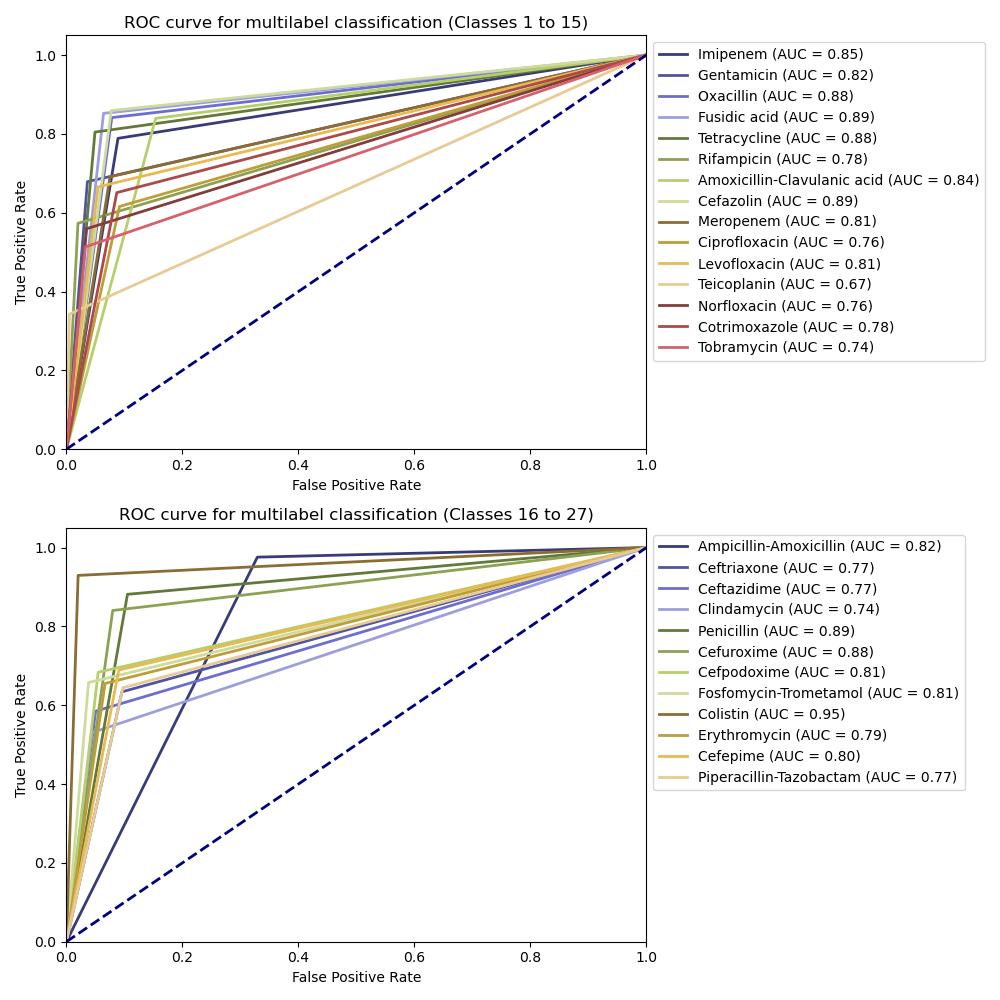 ROC curve for multilabel classification (Classes 1 to 15)
1.0
0.8
0.6
0.4
0.2
0.0
True Positive Rate
0.0 0.2 0.4 0.6 0.8 1.0
False Positive Rate
Imipenem (AUC = 0.85)
Gentamicin (AUC = 0.82)
Oxacillin (AUC = 0.88)
Fusidic acid (AUC = 0.89)
Tetracycline (AUC = 0.88)
Rifampicin (AUC = 0.78)
Amoxicillin-Clavulanic acid (AUC = 0.84)
Cefazolin (AUC = 0.89)
Meropenem (AUC = 0.81)
Ciprofloxacin (AUC = 0.76)
Levofloxacin (AUC = 0.81)
Teicoplanin (AUC = 0.67)
Norfloxacin (AUC = 0.76)
Cotrimoxazole (AUC = 0.78)
Tobramycin (AUC = 0.74)
ROC curve for multilabel classification (Classes 16 to 27)
1.0
0.8
0.6
0.4
0.2
0.0
True Positive Rate
0.0 0.2 0.4 0.6 0.8 1.0
False Positive Rate
Ampicillin-Amoxicillin (AUC = 0.82)
Ceftriaxone (AUC = 0.77)
Ceftazidime (AUC = 0.77)
Clindamycin (AUC = 0.74)
Penicillin (AUC = 0.89)
Cefuroxime (AUC = 0.88)
Cefpodoxime (AUC = 0.81)
Fosfomycin-Trometamol (AUC = 0.81)
Colistin (AUC = 0.95)
Erythromycin (AUC = 0.79)
Cefepime (AUC = 0.80)
Piperacillin-Tazobactam (AUC = 0.77)